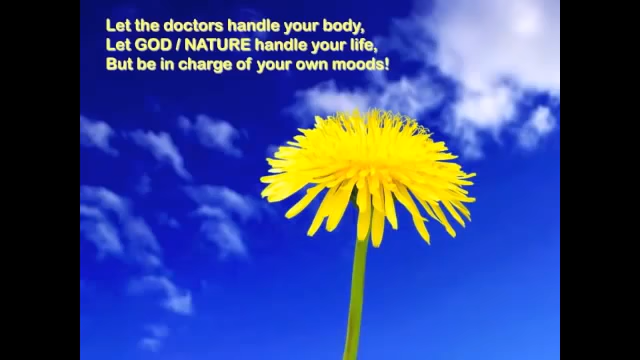 Let the doctors handle your body,
Let GOD / NATURE handle your life,
But be in charge of your own moods!